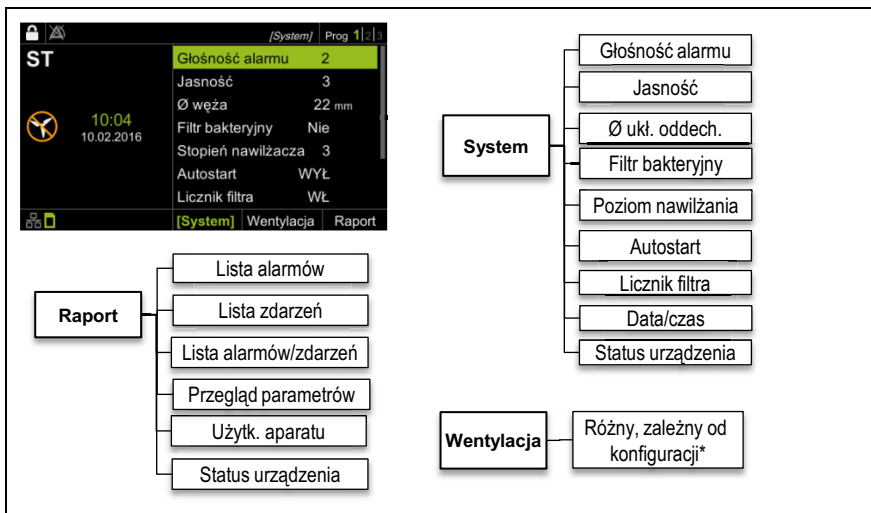 [System] Prog 1|2|3
ST
Głośność alarmu 2
Jasność 3
Ø węża 22 mm
Filtr bakteryjny Nie
Stopień nawilżacza 3
Autostart WYŁ
Licznik filtra WŁ
10:04
10.02.2016
[System] Wentylacja Raport
Raport
Lista alarmów
Lista zdarzeń
Lista alarmów/zdarzeń
Przegląd parametrów
Użytk. aparatu
Status urządzenia
System
Głośność alarmu
Jasność
Ø ukł. oddech.
Filtr bakteryjny
Poziom nawilżania
Autostart
Licznik filtra
Data/czas
Status urządzenia
Wentylacja
Różny, zależny od
konfiguracji*